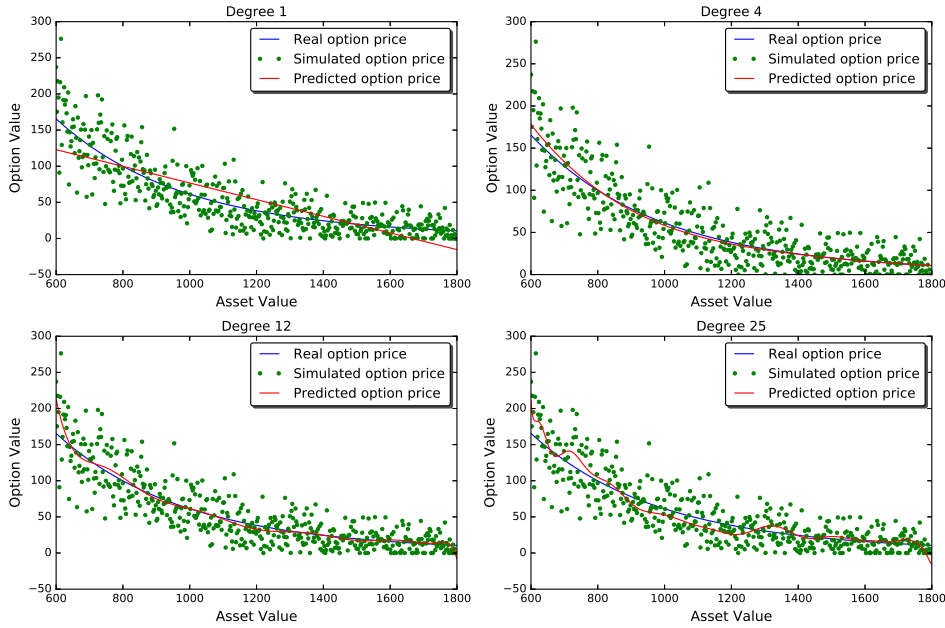 Degree 1
300
250
200
150
100
50
0
−50
Option Value
Real option price
Simulated option price
Predicted option price
600 800 1000 1200 1400 1600 1800
Asset Value
Degree 4
300
250
200
150
100
50
0
Option Value
Real option price
Simulated option price
Predicted option price
600 800 1000 1200 1400 1600 1800
Asset Value
Degree 12
300
250
200
150
100
50
0
−50
Option Value
Real option price
Simulated option price
Predicted option price
600 800 1000 1200 1400 1600 1800
Asset Value
Degree 25
300
250
200
150
100
50
0
−50
Option Value
Real option price
Simulated option price
Predicted option price
600 800 1000 1200 1400 1600 1800
Asset Value